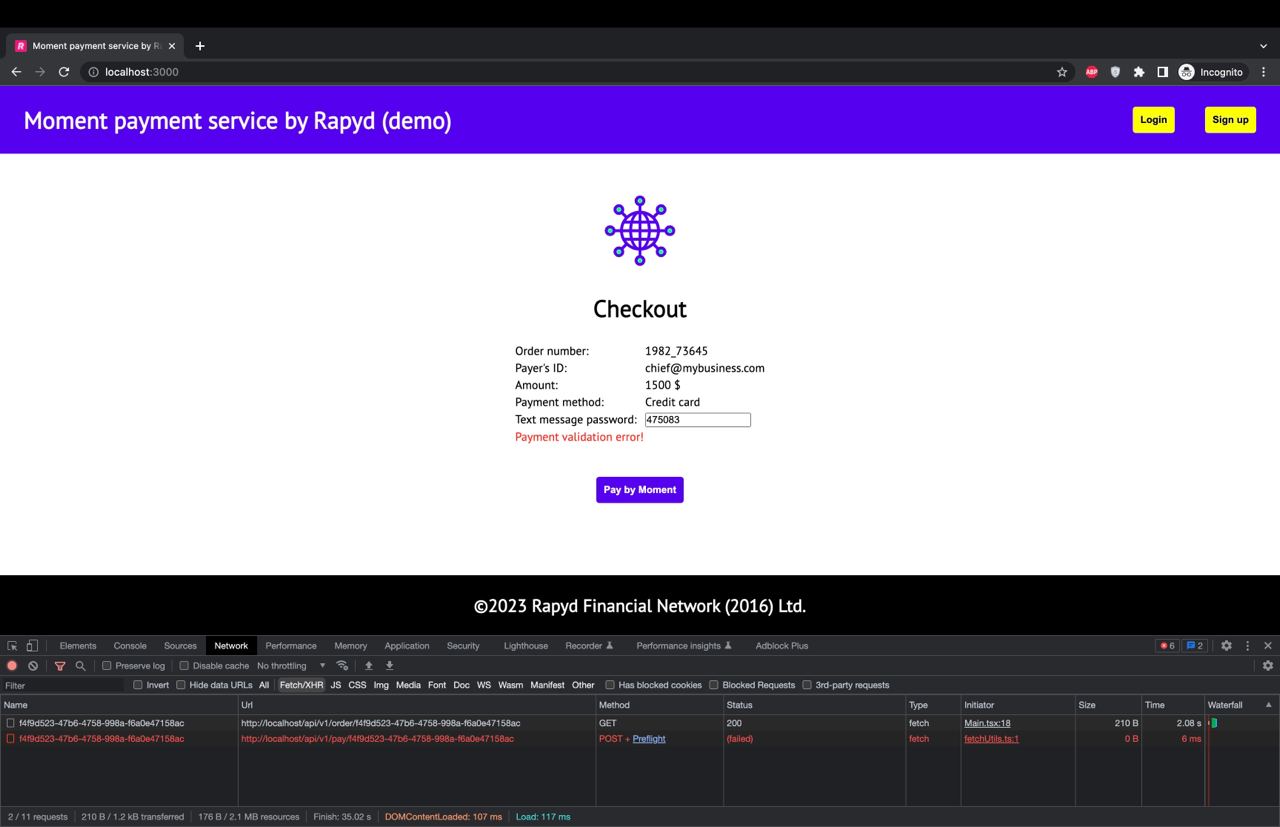 Moment payment service by Ra
localhost:3000
ABP
Incognito
Moment payment service by Rapyd (demo)
Login
Sign up
Checkout
Order number: 1982_73645
Payer's ID: chief@mybusiness.com
Amount: 1500 $
Payment method: Credit card
Text message password: 475083
Payment validation error!
Pay by Moment
©2023 Rapyd Financial Network (2016) Ltd.
Elements Console Sources Network Performance Memory Application Security Lighthouse Recorder Performance insights Adblock Plus 6 2
Preserve log Disable cache No throttling
Filter Invert Hide data URLs All Fetch/XHR JS CSS Img Media Font Doc WS Wasm Manifest Other Has blocked cookies Blocked Requests 3rd-party requests
Name Url Method Status Type Initiator Size Time Waterfall
f4f9d523-47b6-4758-998a-f6a0e47158ac http://localhost/api/v1/order/f4f9d523-47b6-4758-998a-f6a0e47158ac GET 200 fetch Main.tsx:18 210 B 2.08 s
f4f9d523-47b6-4758-998a-f6a0e47158ac http://localhost/api/v1/pay/f4f9d523-47b6-4758-998a-f6a0e47158ac POST + Preflight (failed) fetch fetchUtils.ts:1 0 B 6 ms
2 / 11 requests 210 B / 1.2 kB transferred 176 B / 2.1 MB resources Finish: 35.02 s DOMContentLoaded: 107 ms Load: 117 ms